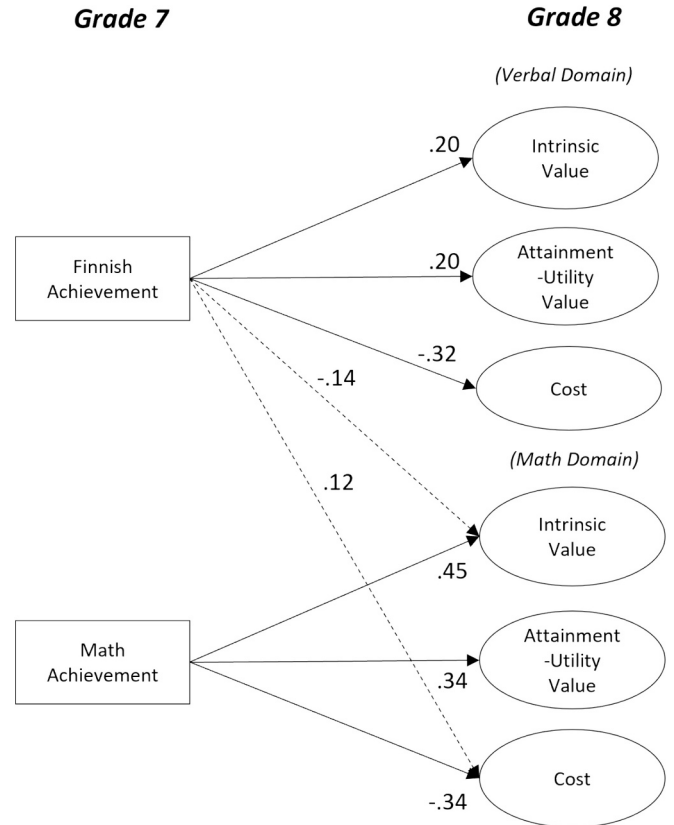 Grade 7
Grade 8
(Verbal Domain)
.20
Intrinsic
Value
Finnish
Achievement
.20
Attainment
-Utility
Value
-.32
Cost
-.14
(Math Domain)
.12
Intrinsic
Value
.45
Math
Achievement
Attainment
-Utility
Value
.34
Cost
-.34